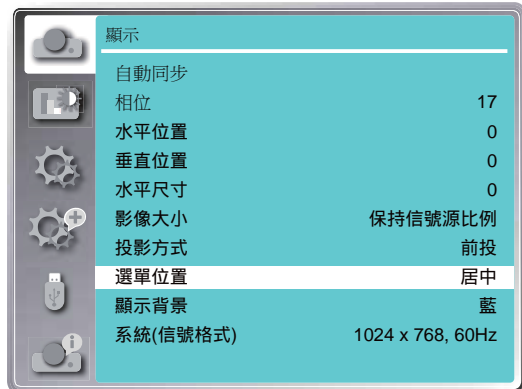 顯示
自動同步
相位 17
水平位置 0
垂直位置 0
水平尺寸 0
影像大小 保持信號源比例
投影方式 前投
選單位置 居中
顯示背景 藍
系統(信號格式) 1024 x 768, 60Hz